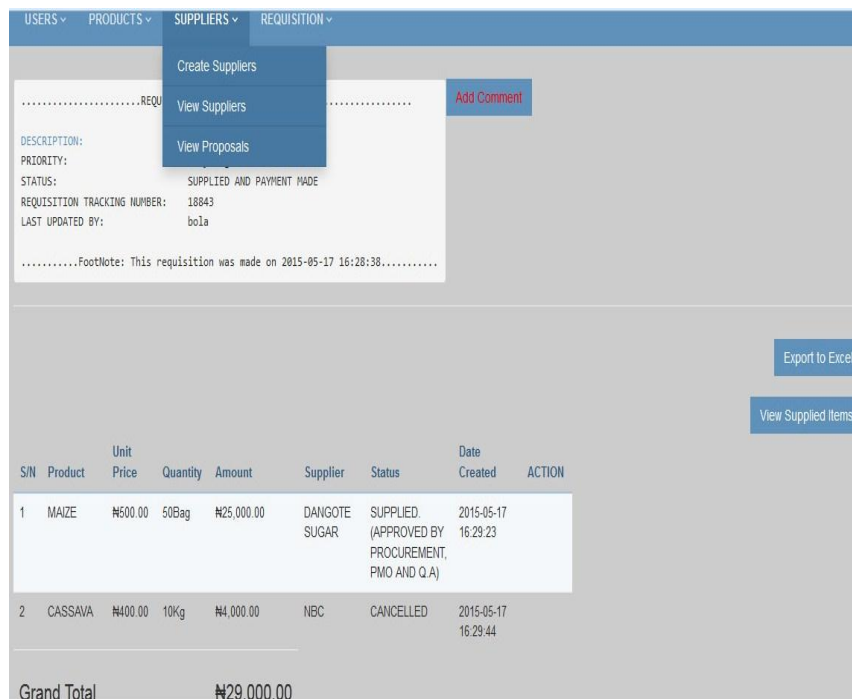 USERS PRODUCTS SUPPLIERS REQUISITION
Create Suppliers
View Suppliers
View Proposals
.......................REQU
..................
Add Comment
DESCRIPTION:
PRIORITY:
STATUS: SUPPLIED AND PAYMENT MADE
REQUISITION TRACKING NUMBER: 18843
LAST UPDATED BY: bola
...........FootNote: This requisition was made on 2015-05-17 16:28:38...........
Export to Excel
View Supplied Items
S/N Product Unit Price Quantity Amount Supplier Status Date Created ACTION
1 MAIZE ₦500.00 50Bag ₦25,000.00 DANGOTE SUPPLIED. 2015-05-17
SUGAR (APPROVED BY 16:29:23
PROCUREMENT,
PMO AND Q.A)
2 CASSAVA ₦400.00 10Kg ₦4,000.00 NBC CANCELLED 2015-05-17
16:29:44
Grand Total ₦29,000.00